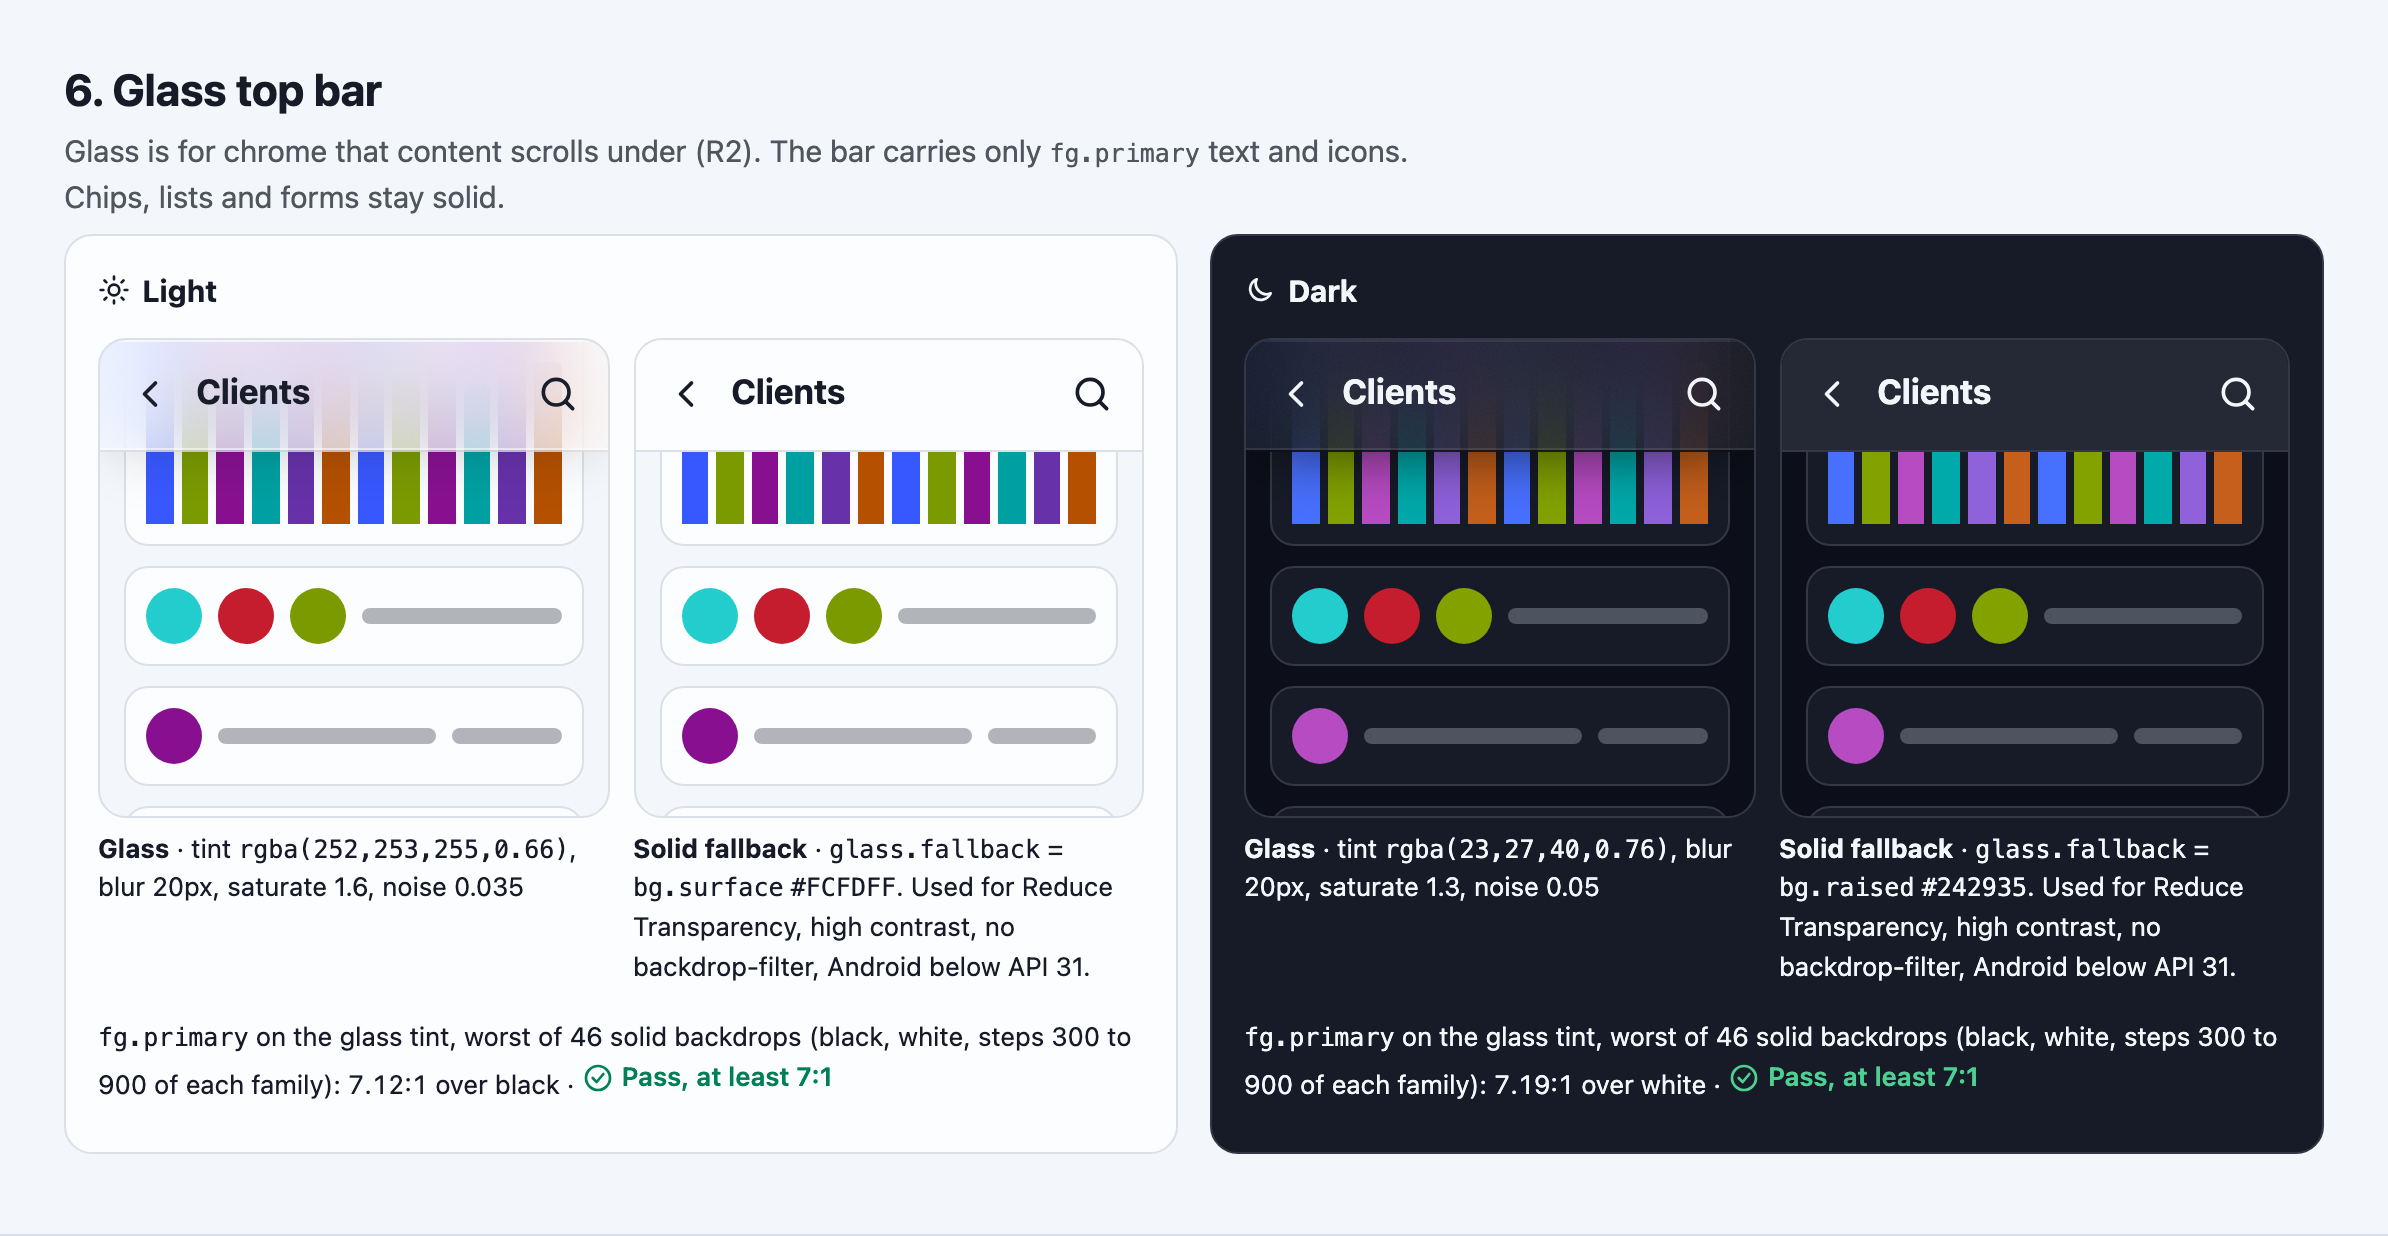 6. Glass top bar
Glass is for chrome that content scrolls under (R2). The bar carries only fg.primary text and icons.
Chips, lists and forms stay solid.
Light
Clients
Clients
Glass · tint rgba(252,253,255,0.66),
blur 20px, saturate 1.6, noise 0.035
Solid fallback · glass.fallback =
bg.surface #FCFDFF. Used for Reduce
Transparency, high contrast, no
backdrop-filter, Android below API 31.
fg.primary on the glass tint, worst of 46 solid backdrops (black, white, steps 300 to
900 of each family): 7.12:1 over black · Pass, at least 7:1
Dark
Clients
Clients
Glass · tint rgba(23,27,40,0.76), blur
20px, saturate 1.3, noise 0.05
Solid fallback · glass.fallback =
bg.raised #242935. Used for Reduce
Transparency, high contrast, no
backdrop-filter, Android below API 31.
fg.primary on the glass tint, worst of 46 solid backdrops (black, white, steps 300 to
900 of each family): 7.19:1 over white · Pass, at least 7:1